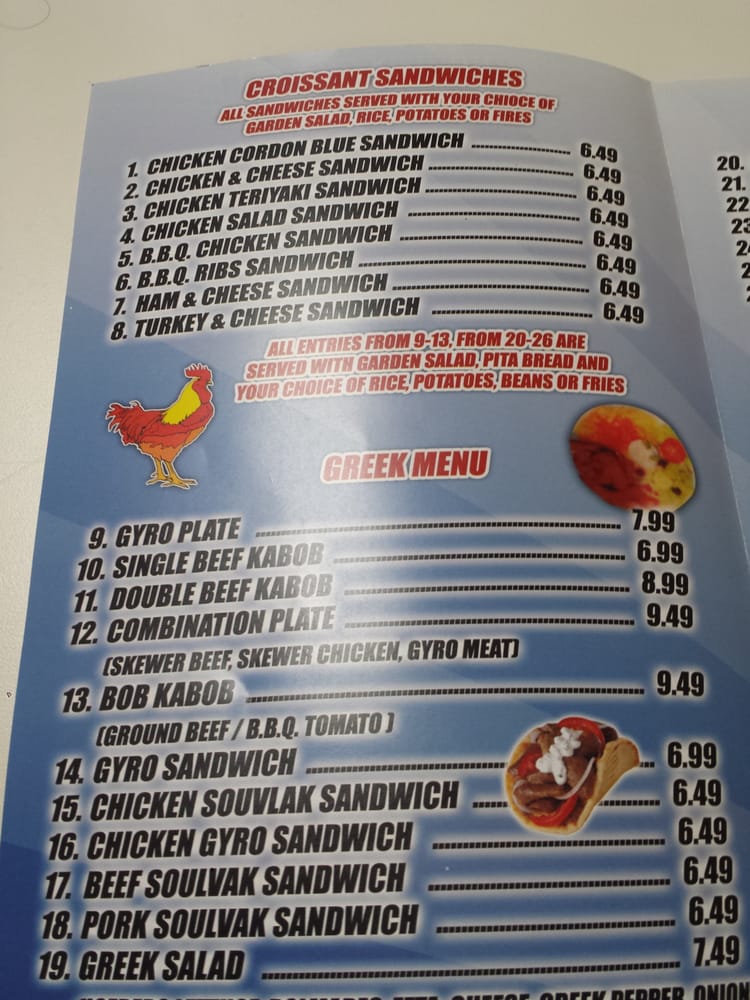 CROISSANT SANDWICHES
ALL SANDWICHES SERVED WITH YOUR CHIOCE OF
GARDEN SALAD, RICE, POTATOES OR FIRES
1. CHICKEN CORDON BLUE SANDWICH 6.49
2. CHICKEN & CHEESE SANDWICH 6.49
3. CHICKEN TERIYAKI SANDWICH 6.49
4. CHICKEN SALAD SANDWICH 6.49
5. B.B.Q. CHICKEN SANDWICH 6.49
6. B.B.Q. RIBS SANDWICH 6.49
7. HAM & CHEESE SANDWICH 6.49
8. TURKEY & CHEESE SANDWICH 6.49
ALL ENTRIES FROM 9-13, FROM 20-26 ARE
SERVED WITH GARDEN SALAD, PITA BREAD AND
YOUR CHOICE OF RICE, POTATOES, BEANS OR FRIES
GREEK MENU
9. GYRO PLATE 7.99
10. SINGLE BEEF KABOB 6.99
11. DOUBLE BEEF KABOB 8.99
12. COMBINATION PLATE 9.49
(SKEWER BEEF, SKEWER CHICKEN, GYRO MEAT)
13. BOB KABOB 9.49
(GROUND BEEF / B.B.Q. TOMATO )
14. GYRO SANDWICH 6.99
15. CHICKEN SOUVLAK SANDWICH 6.49
16. CHICKEN GYRO SANDWICH 6.49
17. BEEF SOULVAK SANDWICH 6.49
18. PORK SOULVAK SANDWICH 6.49
19. GREEK SALAD 7.49
CHEESE, GREEK PEPPER, ONION
20.
21.
22